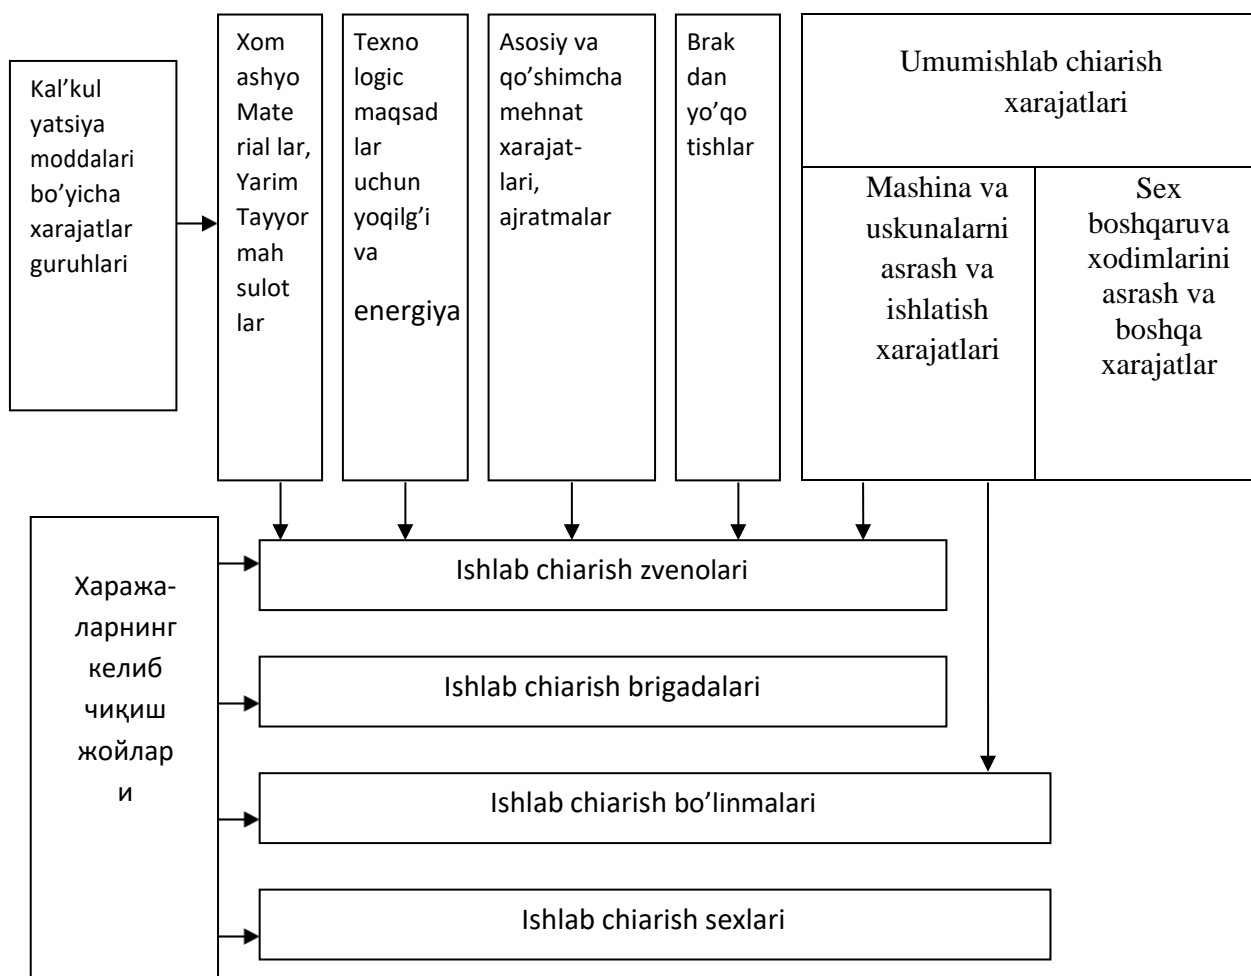 Kal’kul
yatsiya
moddalari
bo’yicha
xarajatlar
guruhlari
Xom
ashyo
Mate
rial lar,
Yarim
Tayyor
mah
sulot
lar
Texno
logic
maqsad
lar
uchun
yoqilg’i
va
energiya
Asosiy va
qo’shimcha
mehnat
xarajat-
lari,
ajratmalar
Brak
dan
yo’qo
tishlar
Umumishlab chiarish
xarajatlari
Mashina va
uskunalarni
asrash va
ishlatish
xarajatlari
Sex
boshqaruva
xodimlarini
asrash va
boshqa
xarajatlar
Хаража-
ларнинг
келиб
чиқиш
жойлар
и
Ishlab chiarish zvenolari
Ishlab chiarish brigadalari
Ishlab chiarish bo’linmalari
Ishlab chiarish sexlari